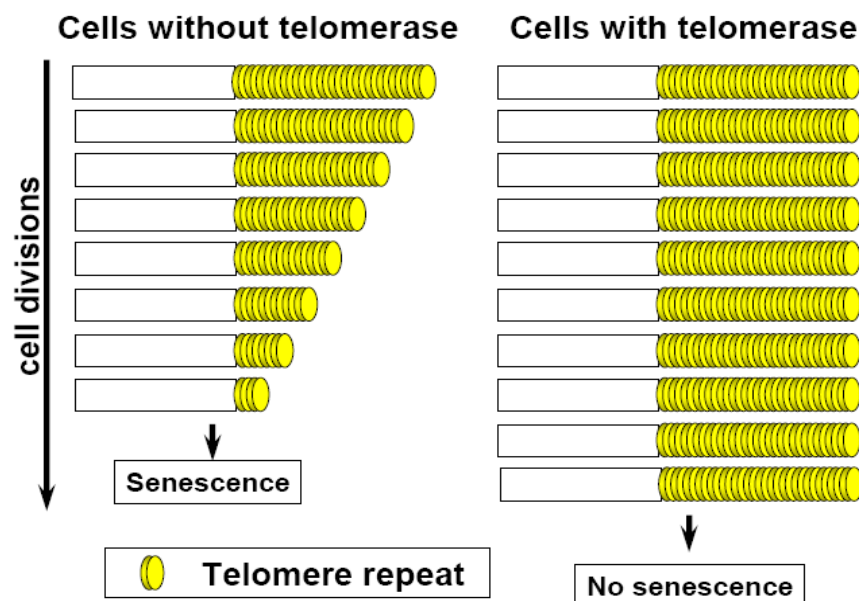 Cells without telomerase
Cells with telomerase
cell divisions
Senescence
Telomere repeat
No senescence